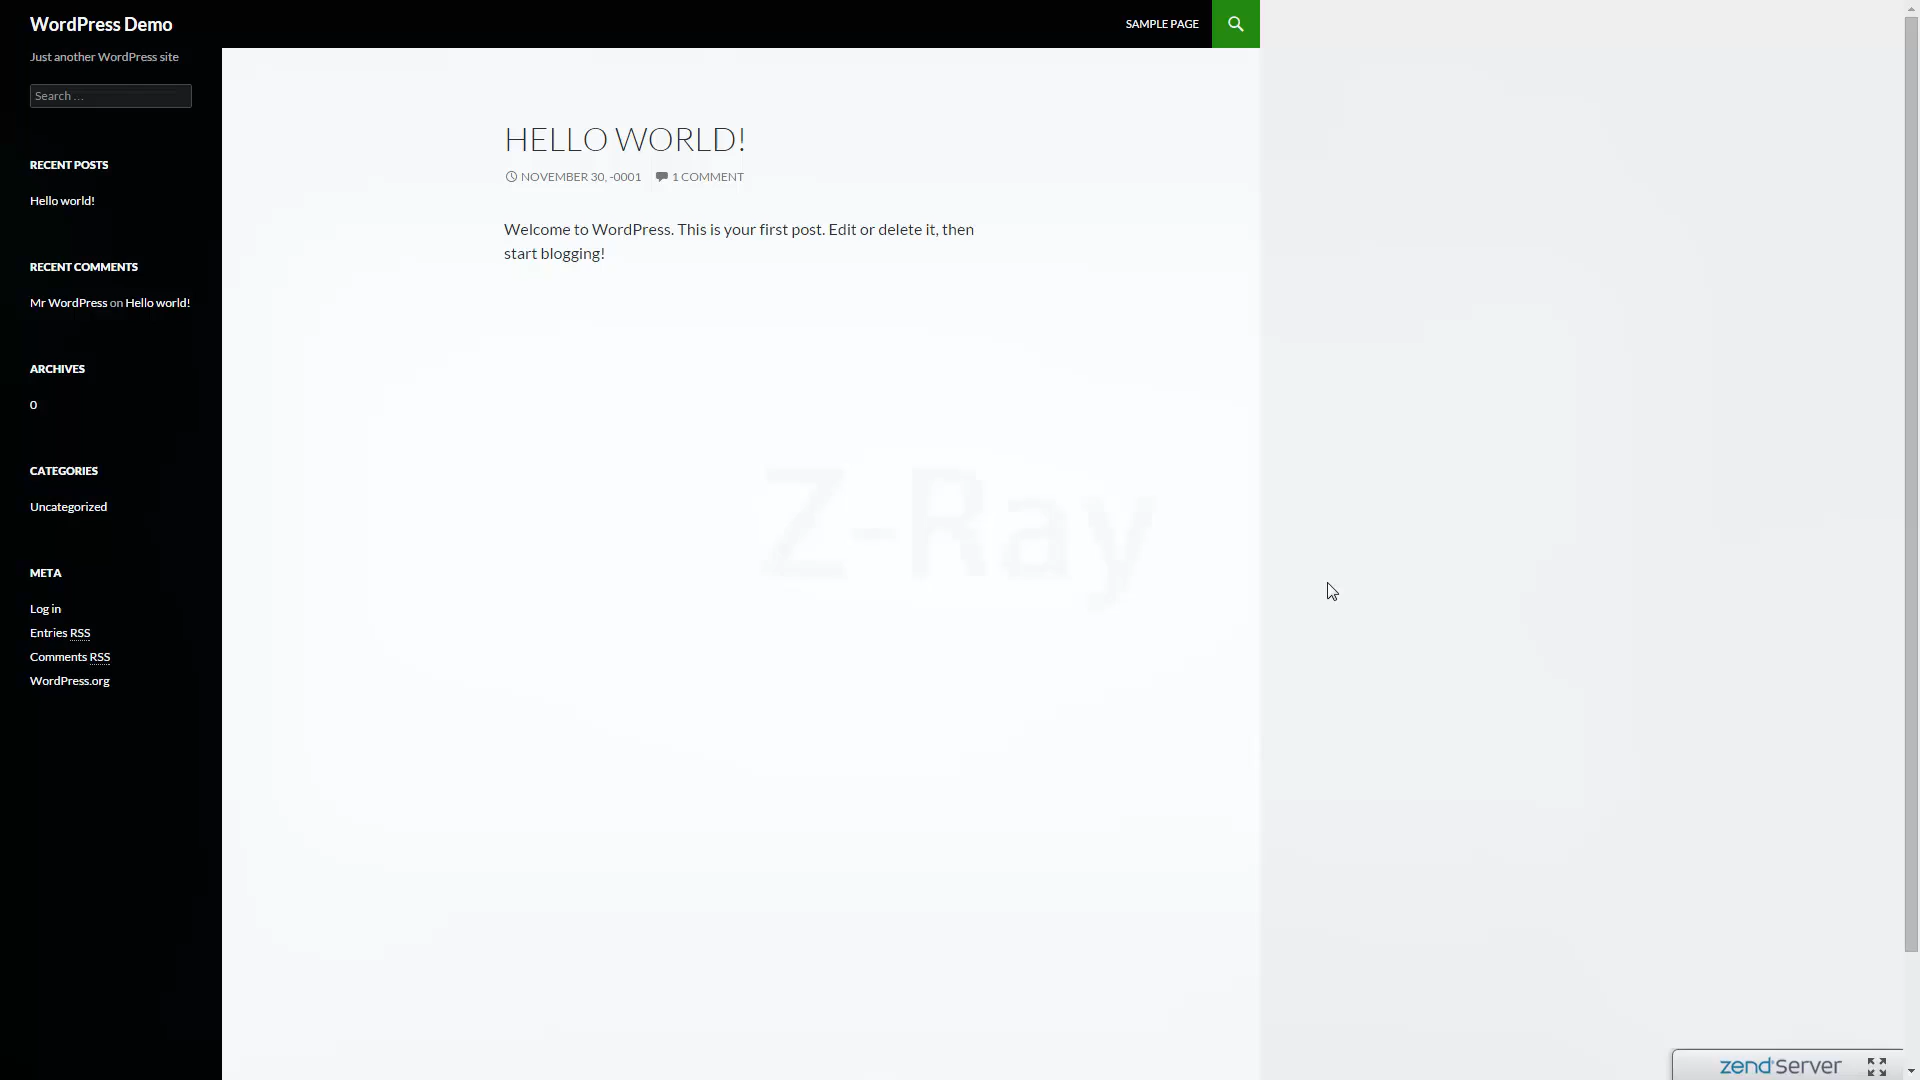 WordPress Demo
SAMPLE PAGE
Just another WordPress site
Search ...
RECENT POSTS
Hello world!
RECENT COMMENTS
Mr WordPress on Hello world!
ARCHIVES
0
CATEGORIES
Uncategorized
META
Log in
Entries RSS
Comments RSS
WordPress.org
HELLO WORLD!
NOVEMBER 30, -0001
1 COMMENT
Welcome to WordPress. This is your first post. Edit or delete it, then
start blogging!
Z-Ray
zend Server